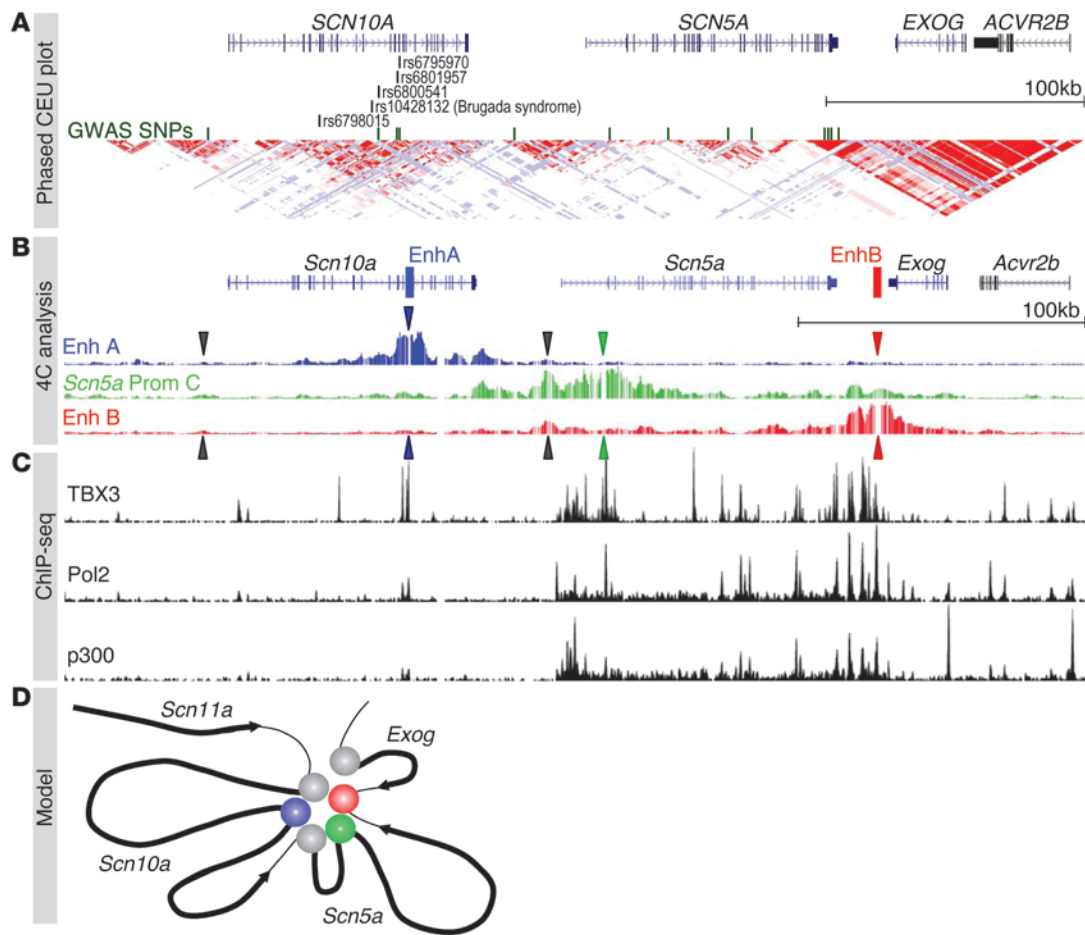 A
Phased CEU plot
SCN10A
SCN5A
EXOG
ACVR2B
rs6795970
rs6801957
rs6800541
rs10428132 (Brugada syndrome)
rs6798015
100kb
GWAS SNPs
B
4C analysis
Scn10a
EnhA
Scn5a
EnhB
Exog
Acvr2b
100kb
Enh A
Scn5a Prom C
Enh B
C
ChIP-seq
TBX3
Pol2
p300
D
Model
Scn11a
Exog
Scn10a
Scn5a